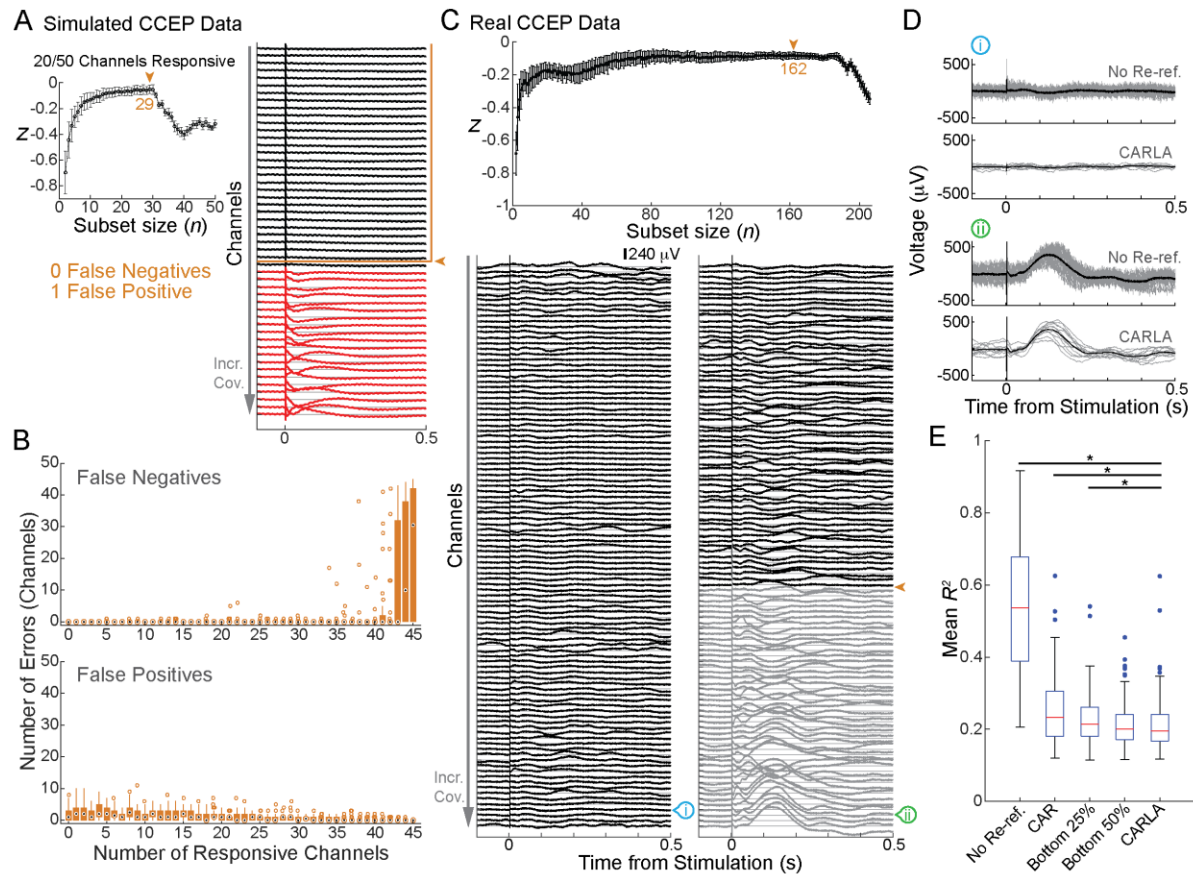 A Simulated CCEP Data
20/50 Channels Responsive
29
0
-0.2
-0.4
-0.6
-0.8
z
0 10 20 30 40 50
Subset size (n)
0 False Negatives
1 False Positive
Channels
Incr.
Cov.
0 0.5
B
False Negatives
50
40
30
20
10
0
0 5 10 15 20 25 30 35 40 45
False Positives
50
40
30
20
10
0
0 5 10 15 20 25 30 35 40 45
Number of Errors (Channels)
Number of Responsive Channels
C Real CCEP Data
162
0
-0.2
-0.4
-0.6
-0.8
-1
z
0 40 80 120 160 200
Subset size (n)
240 μV
Channels
Incr.
Cov.
i
ii
0 0.5
0 0.5
Time from Stimulation (s)
D
i
500
No Re-ref.
-500
500
CARLA
-500
0 0.5
ii
500
No Re-ref.
-500
500
CARLA
-500
0 0.5
Voltage (μV)
Time from Stimulation (s)
E
1
0.8
0.6
0.4
0.2
0
Mean R²
* 
*
*
No Re-ref.
CAR
Bottom 25%
Bottom 50%
CARLA